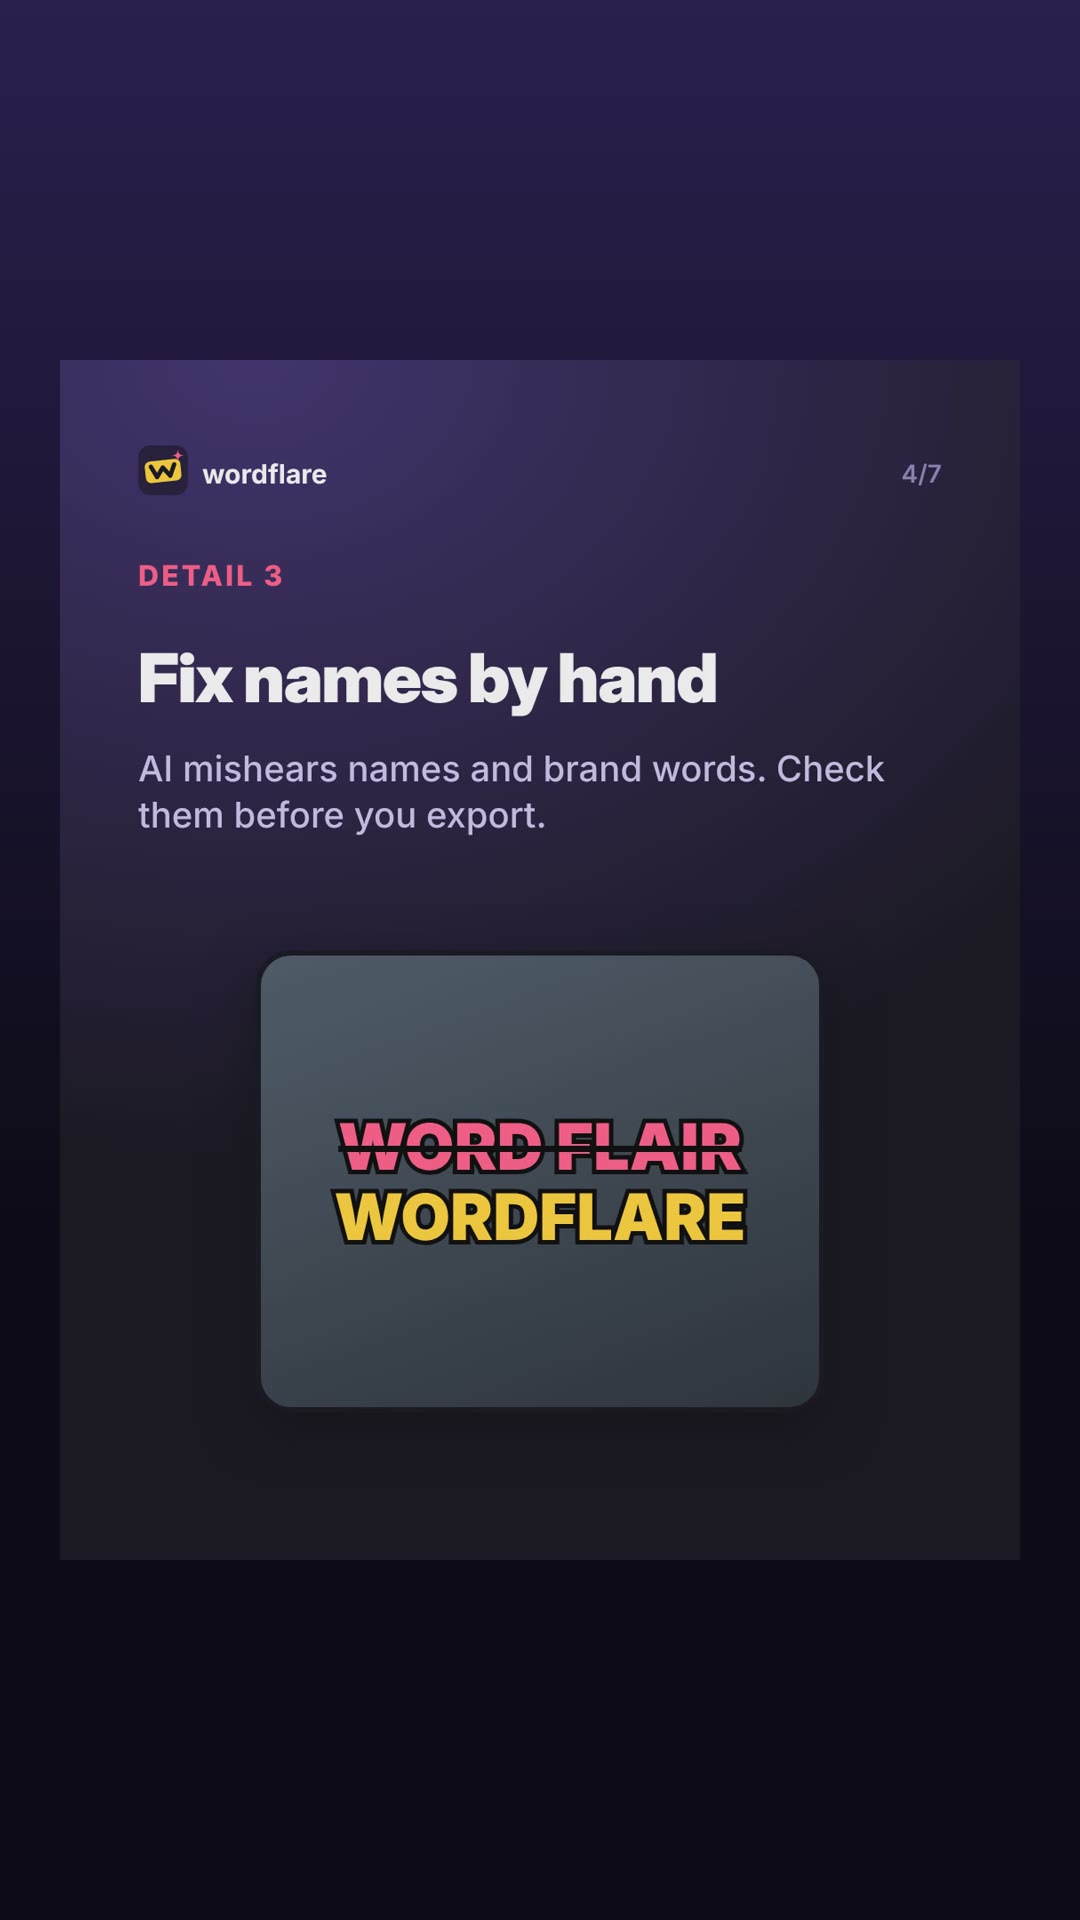 wordflare
4/7
DETAIL 3
Fix names by hand
AI mishears names and brand words. Check
them before you export.
WORD FLAIR
WORDFLARE